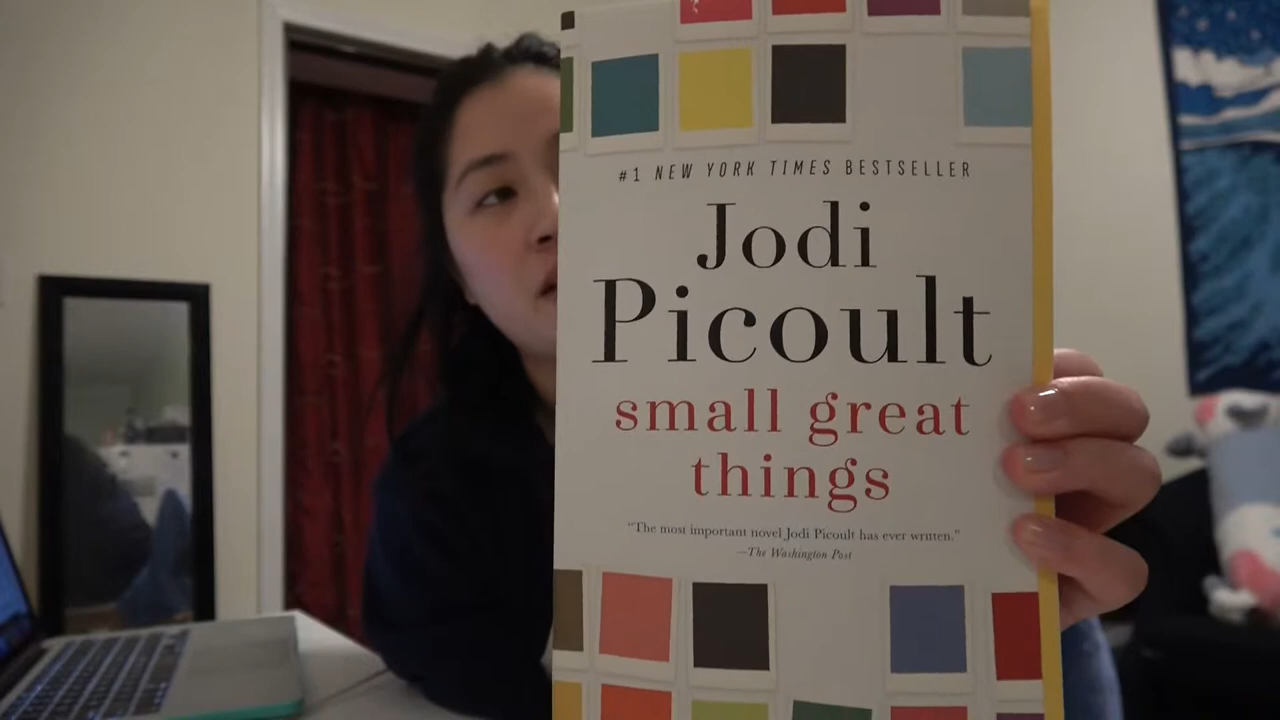 #1 NEW YORK TIMES BESTSELLER
Jodi
Picoult
small great
things
“The most important novel Jodi Picoult has ever written.”
—The Washington Post